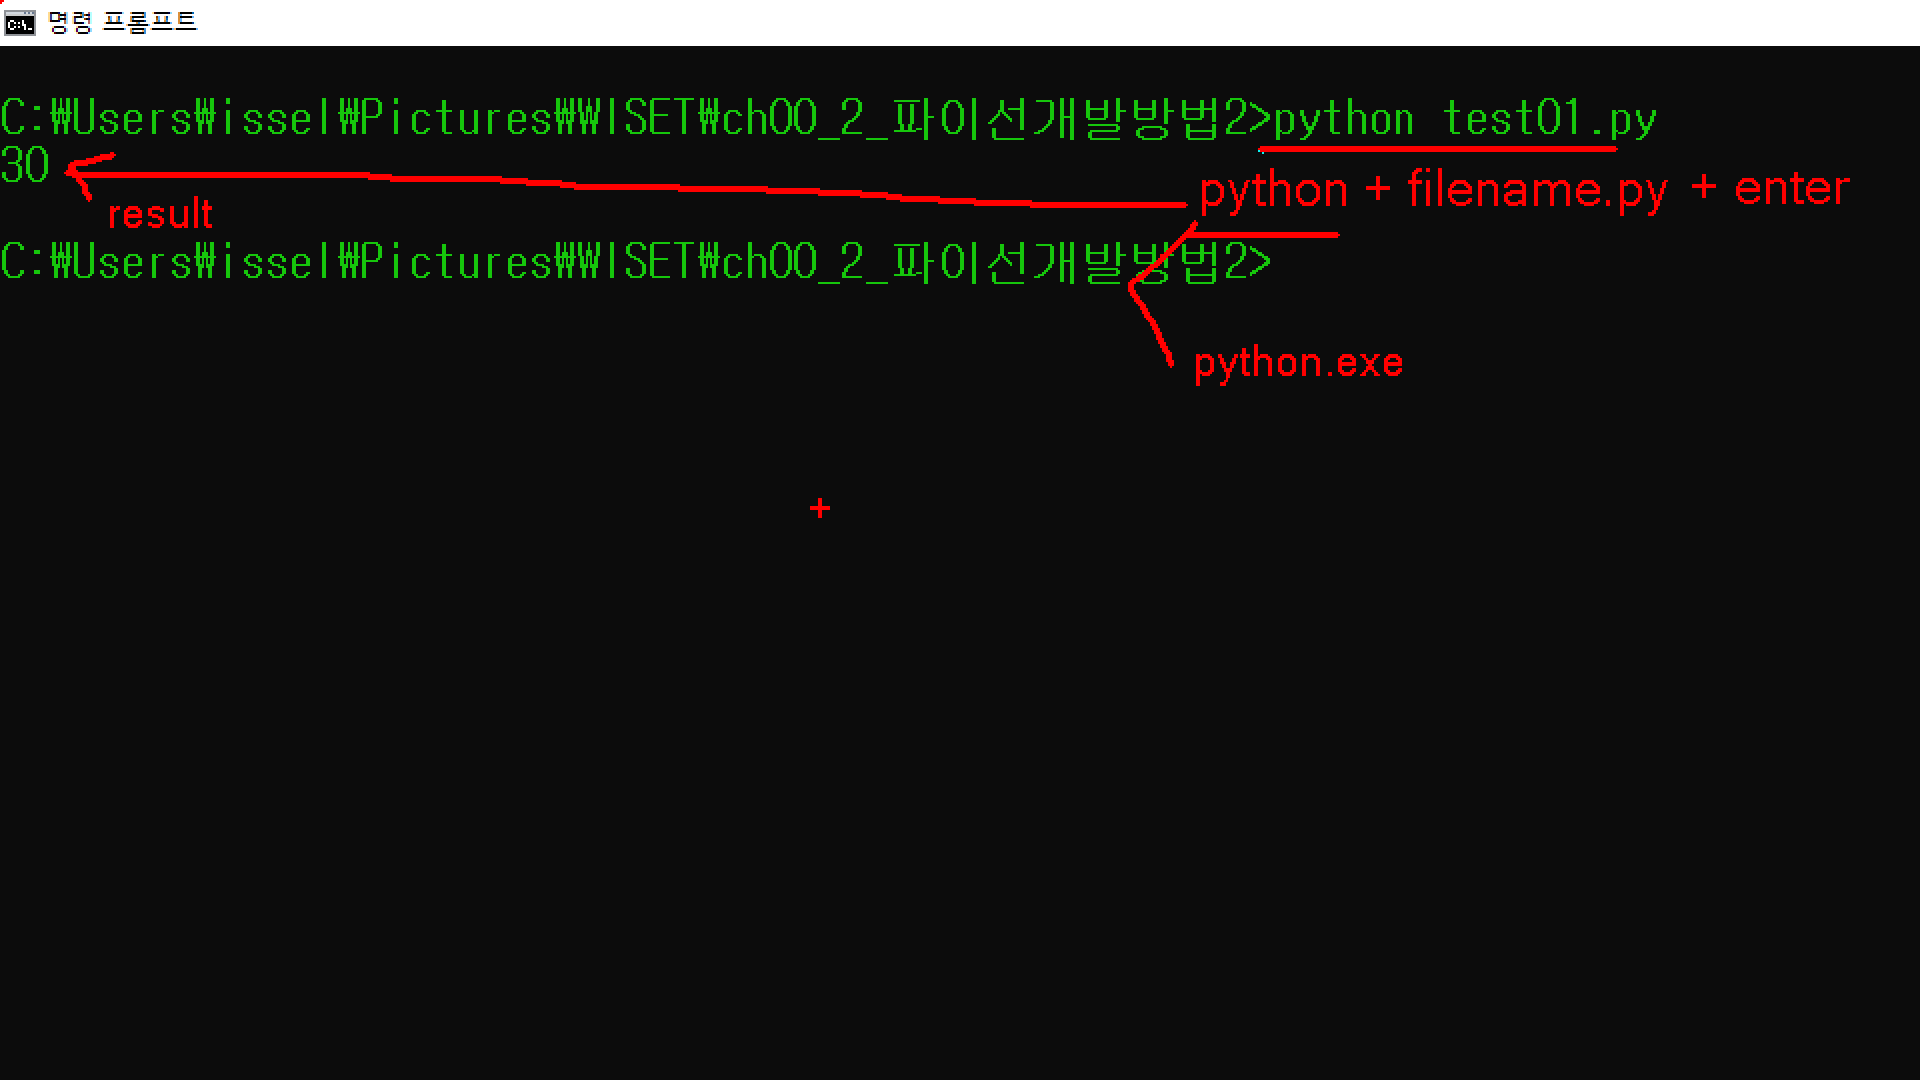 명령 프롬프트
C:₩Users₩issel₩Pictures₩WISET₩ch00_2_파이선개발방법2>python test01.py
30
python + filename.py + enter
result
C:₩Users₩issel₩Pictures₩WISET₩ch00_2_파이선개발방법2>
python.exe